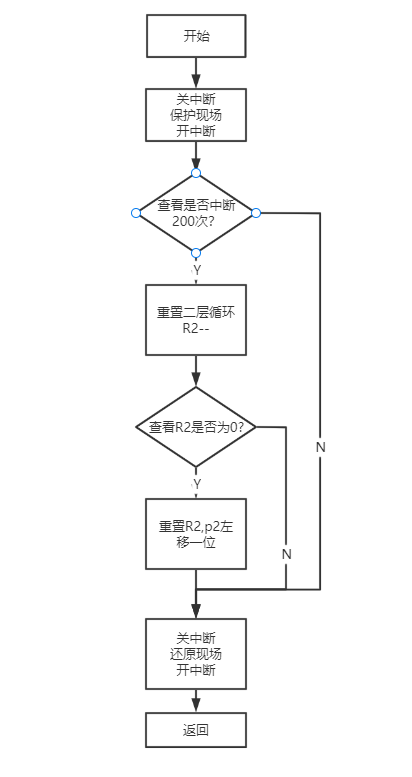 开始
关中断
保护现场
开中断
查看是否中断
200次?
Y
重置二层循环
R2--
查看R2是否为0?
Y
N
重置R2,p2左
移一位
N
关中断
还原现场
开中断
返回